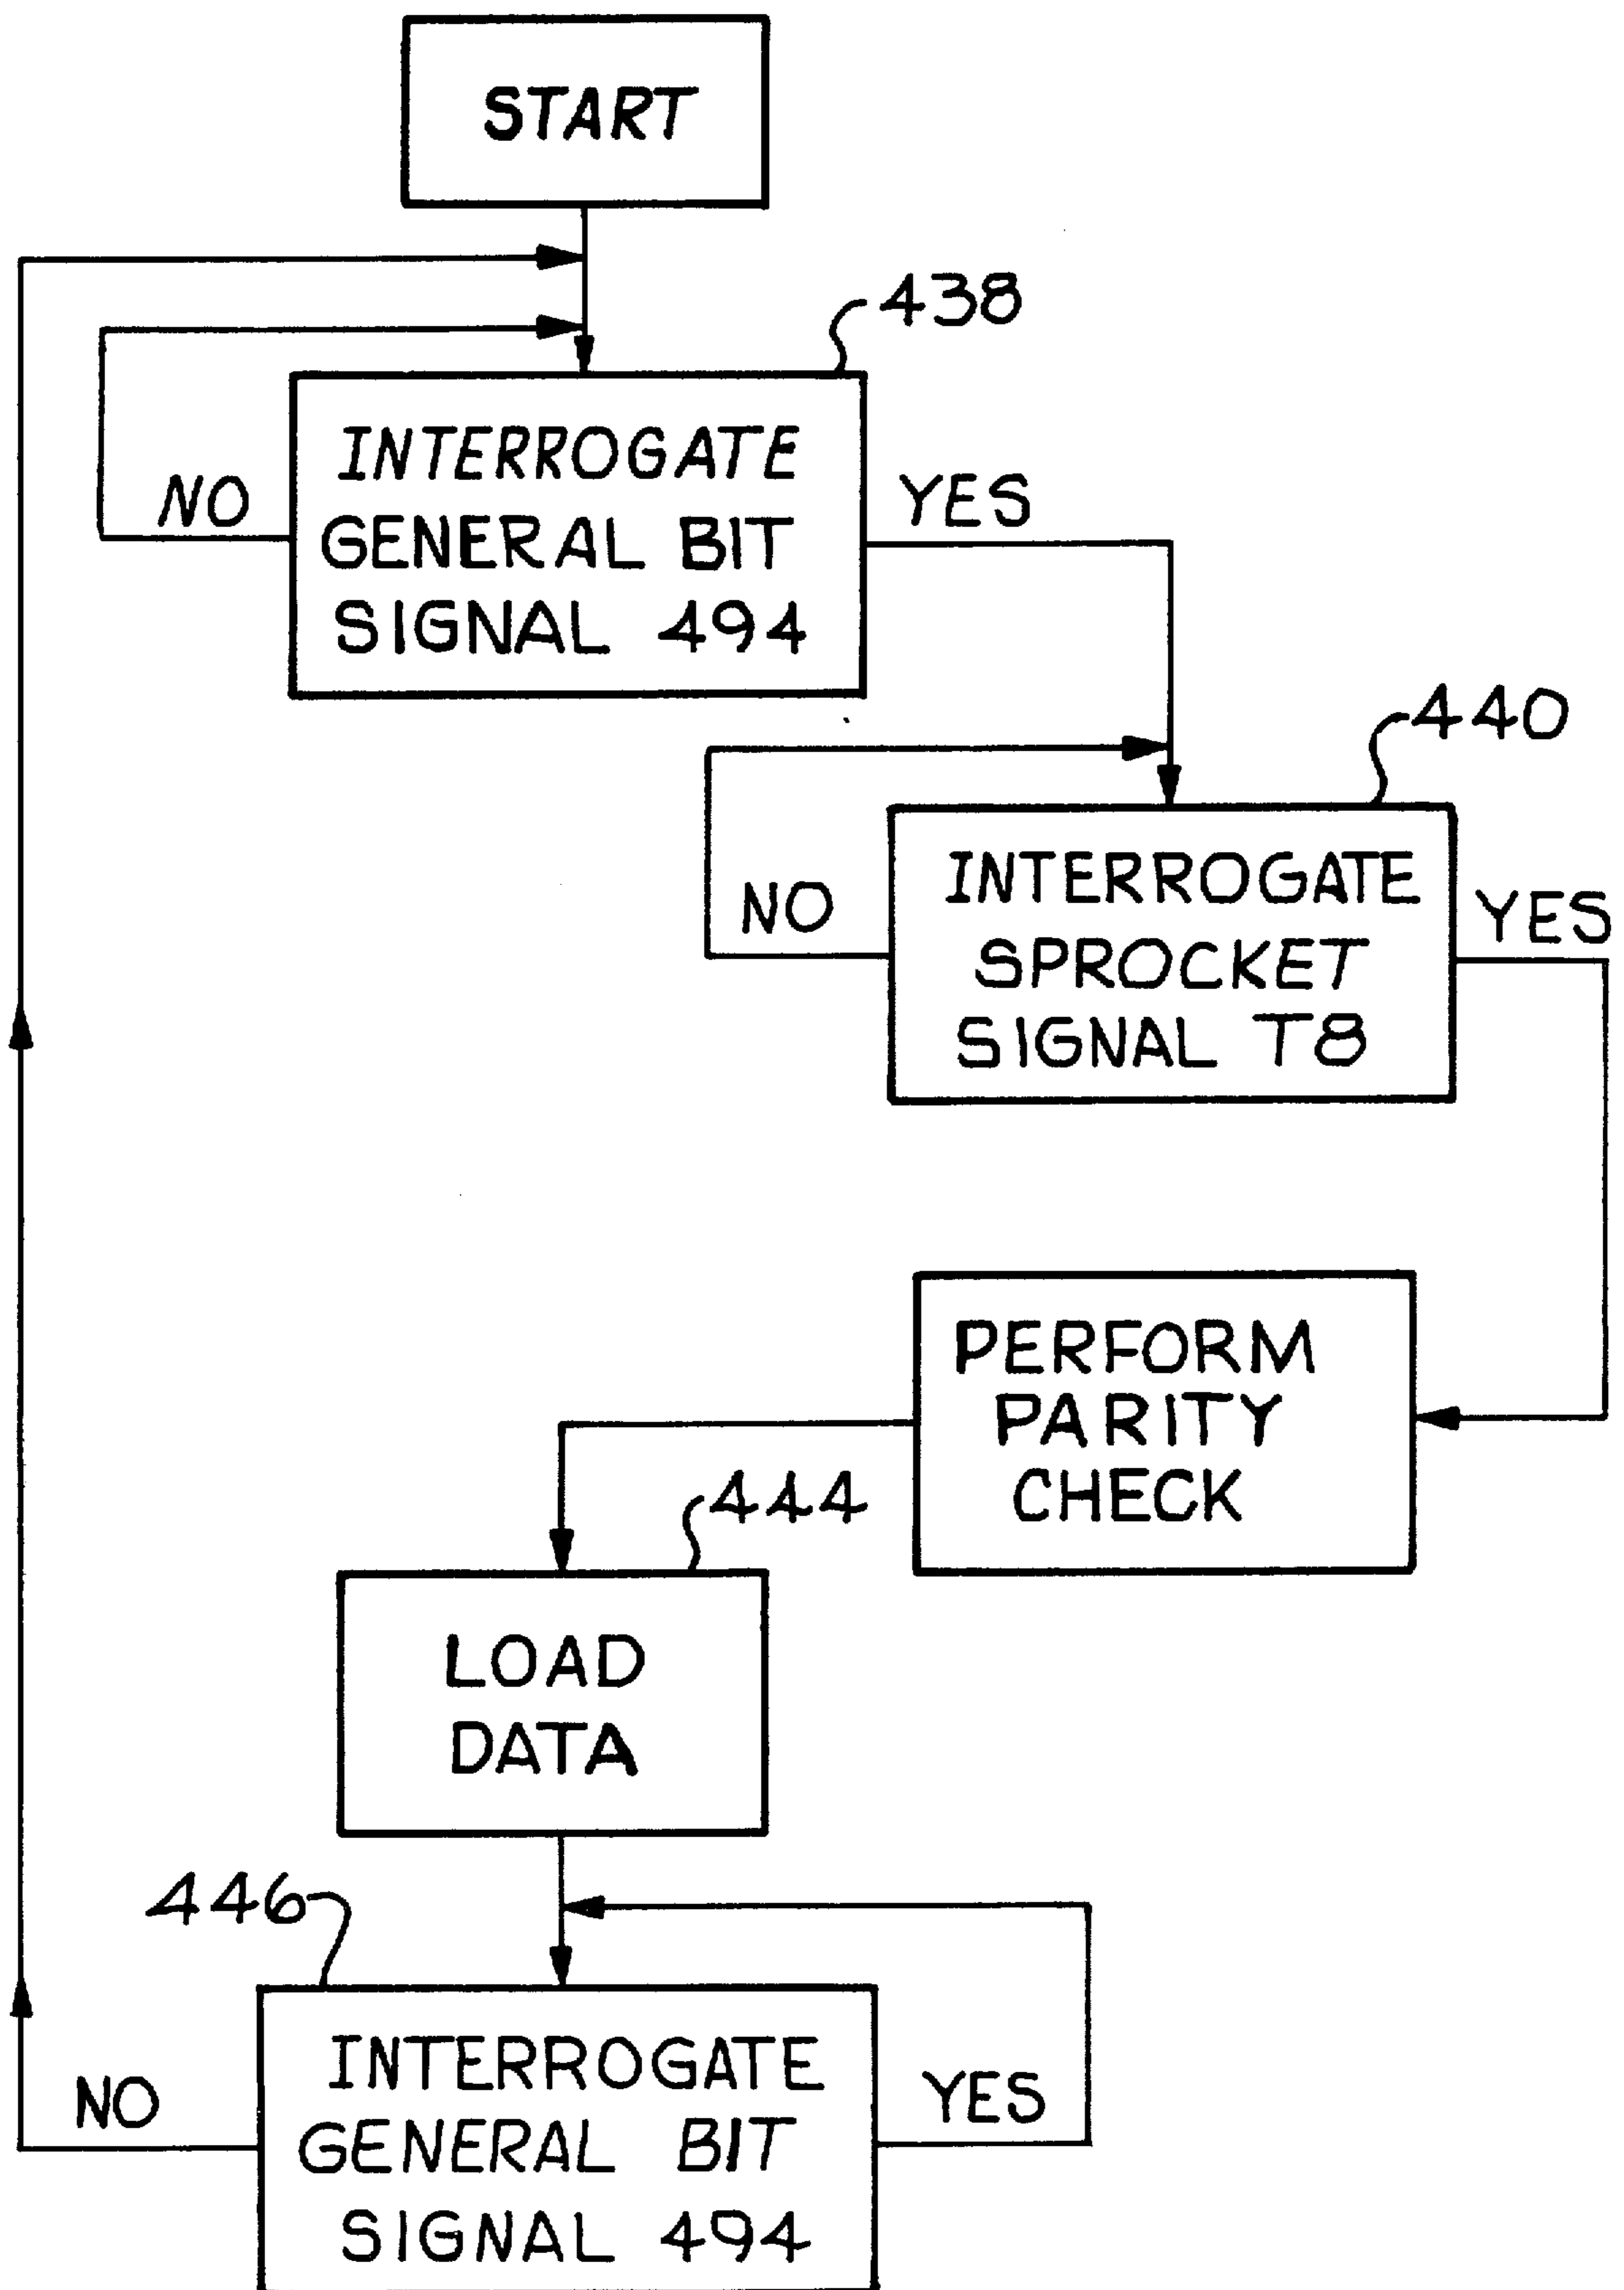 START
438
INTERROGATE
GENERAL BIT
SIGNAL 494
NO
YES
440
INTERROGATE
SPROCKET
SIGNAL T8
NO
YES
PERFORM
PARITY
CHECK
444
LOAD
DATA
446
INTERROGATE
GENERAL BIT
SIGNAL 494
NO
YES